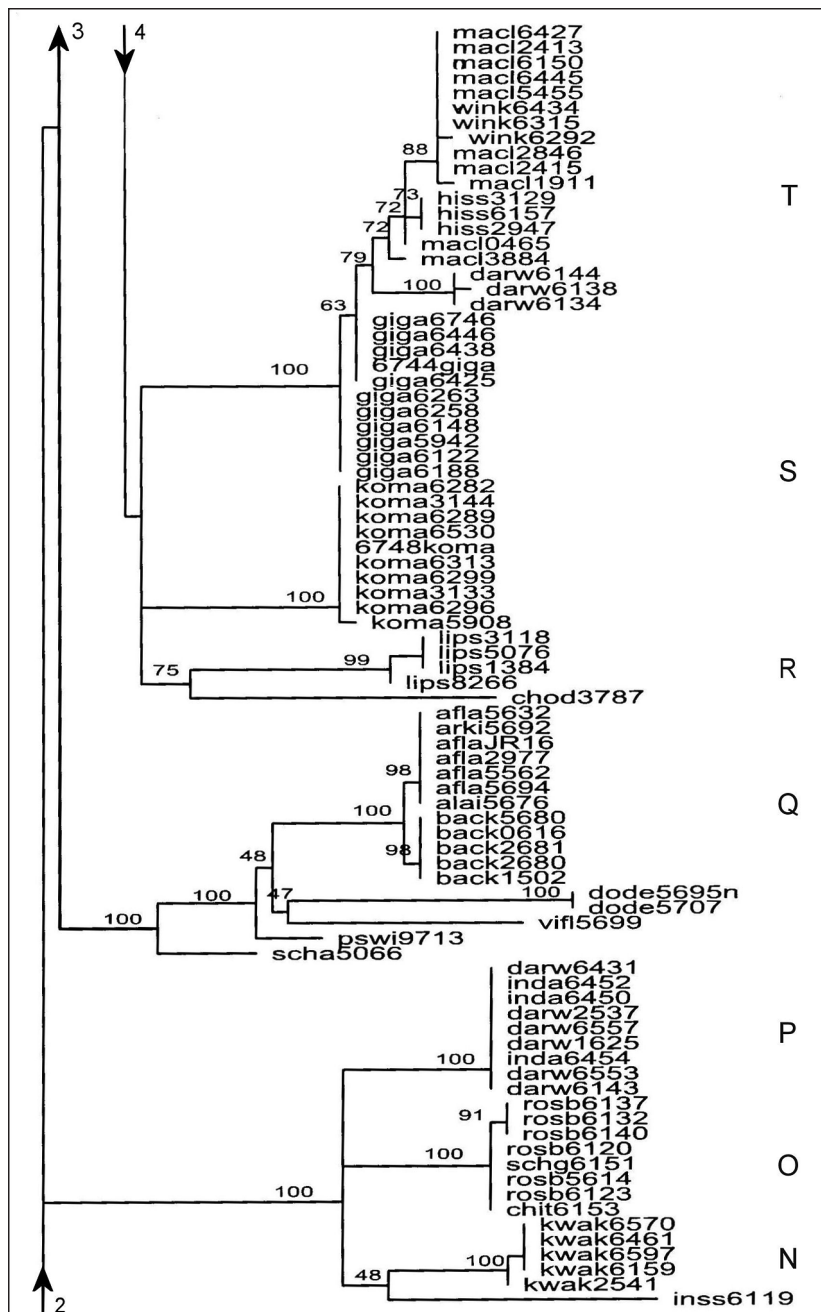 3
4
macl6427
macl2413
macl6150
macl6445
macl5455
wink6434
wink6315
wink6292
88
macl2846
macl2415
macl1911
T
73
hiss3129
72
hiss6157
72
hiss2947
macl0465
79
macl3884
darw6144
100
darw6138
63
darw6134
giga6746
giga6446
giga6438
6744giga
100
giga6425
giga6263
giga6258
giga6148
giga5942
giga6122
giga6188
S
koma6282
koma3144
koma6289
koma6530
6748koma
koma6313
koma6299
koma3133
100
koma6296
koma5908
lips3118
lips5076
99
75
lips1384
R
lips8266
chod3787
afla5632
arki5692
aflaJR16
afla2977
98
afla5562
afla5694
alai5676
Q
100
back5680
back0616
98
back2681
48
back2680
back1502
47
100
100
dode5695n
dode5707
vifl5699
100
pswi9713
scha5066
darw6431
inda6452
inda6450
darw2537
darw6557
P
darw1625
100
inda6454
darw6553
darw6143
rosb6137
91
rosb6132
rosb6140
rosb6120
100
schg6151
O
rosb5614
100
rosb6123
chit6153
kwak6570
kwak6461
kwak6597
N
100
kwak6159
48
kwak2541
inss6119
2